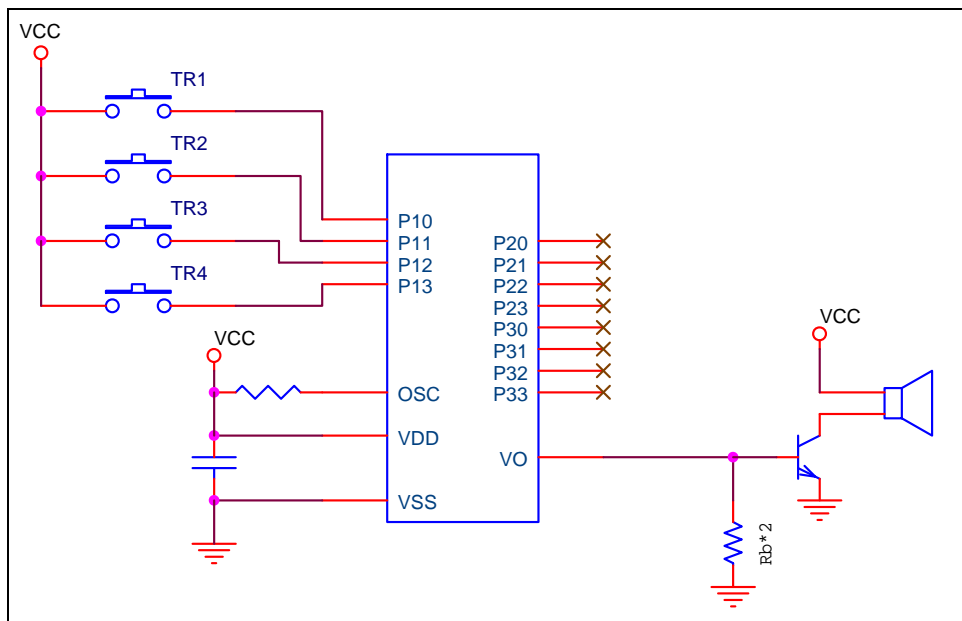 VCC
TR1
TR2
TR3
TR4
P10
P11
P12
P13
P20
P21
P22
P23
P30
P31
P32
P33
VCC
OSC
VDD
VSS
VO
VCC
Rb*2